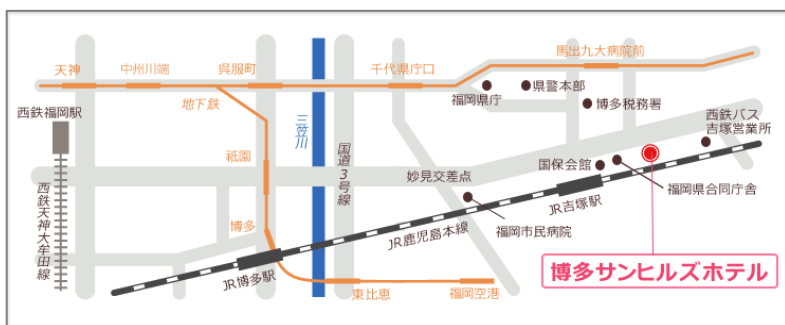 馬出九大病院前
天神
中州川端
呉服町
千代県庁口
地下鉄
福岡県庁
県警本部
博多税務署
西鉄福岡駅
三笠川
国道3号線
西鉄バス
吉塚営業所
祇園
妙見交差点
国保会館
福岡県合同庁舎
西鉄天神大牟田線
JR吉塚駅
博多
福岡市民病院
JR鹿児島本線
JR博多駅
博多サンヒルズホテル
東比恵
福岡空港